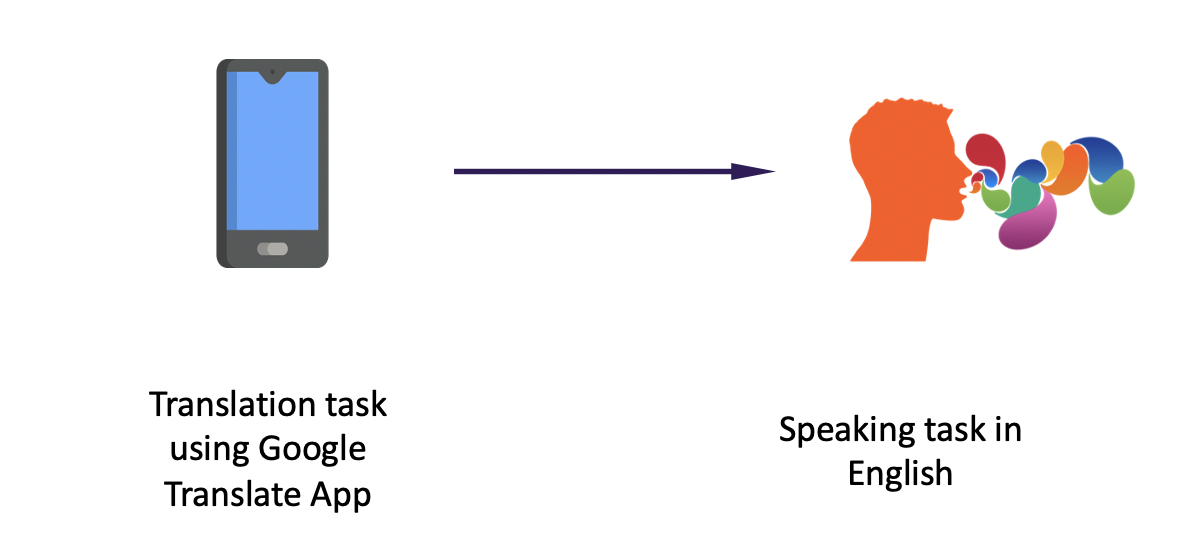 Translation task
using Google
Translate App
Speaking task in
English